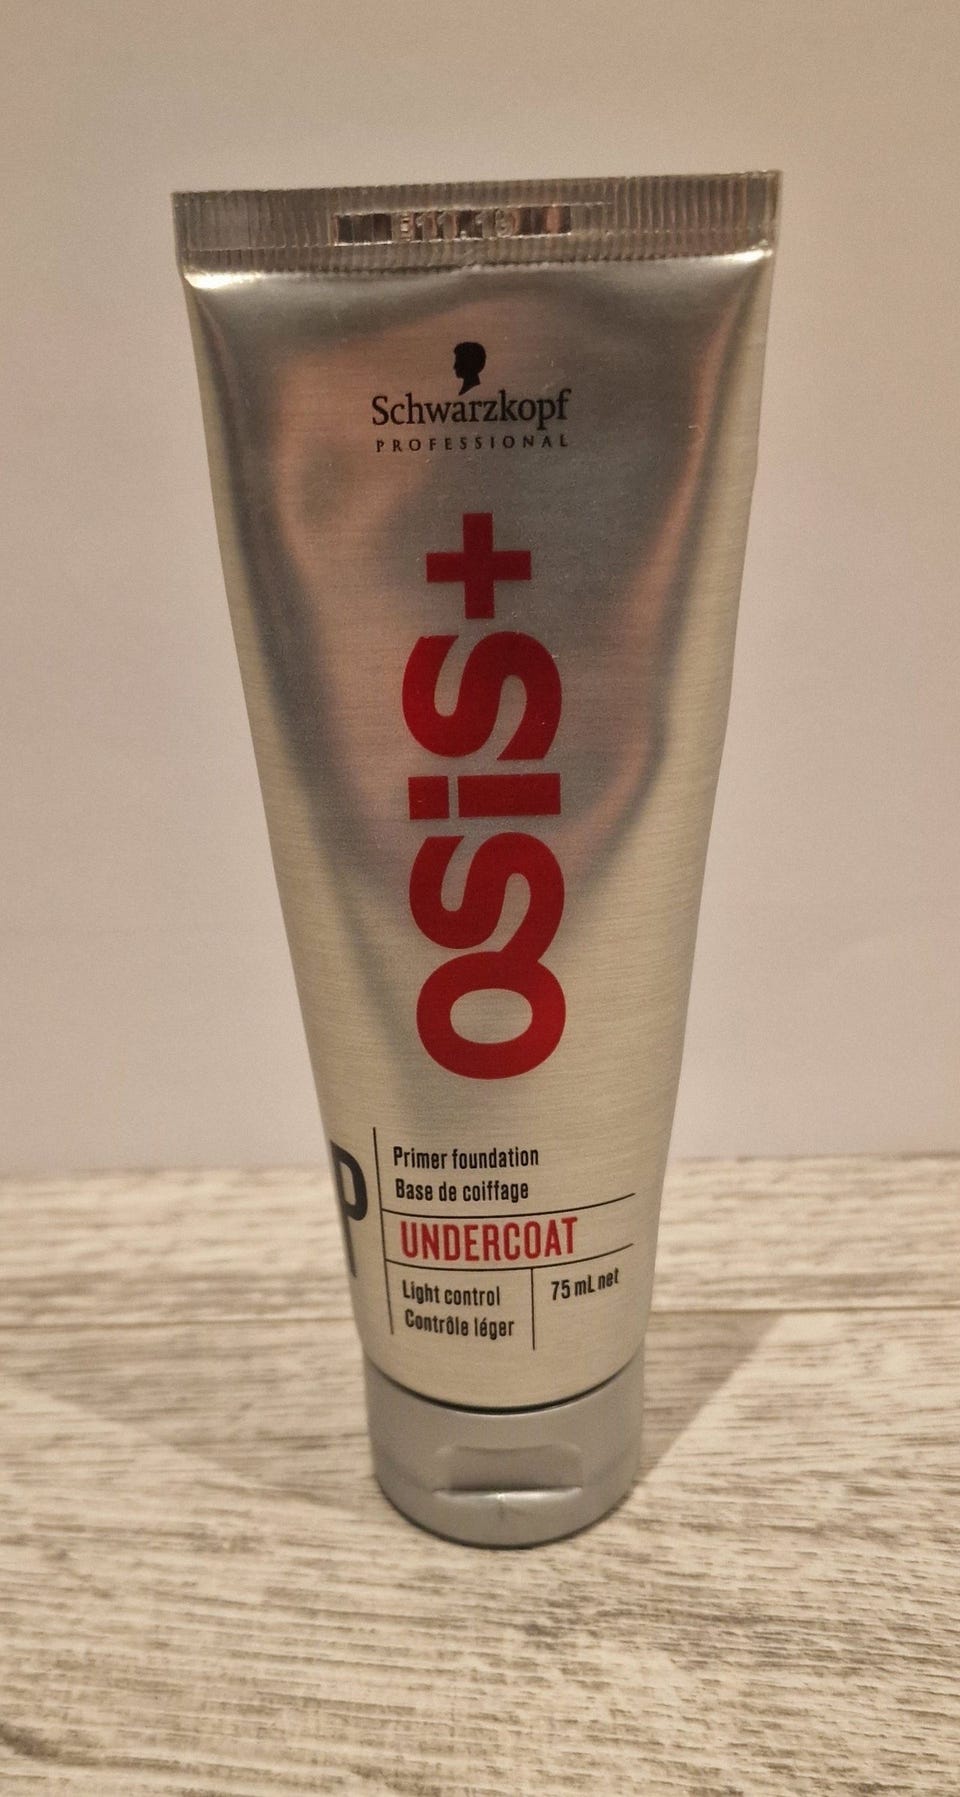 Schwarzkopf
PROFESSIONAL
osis+
P
Primer foundation
Base de coiffage
UNDERCOAT
Light control
Contrôle léger
75 mL net